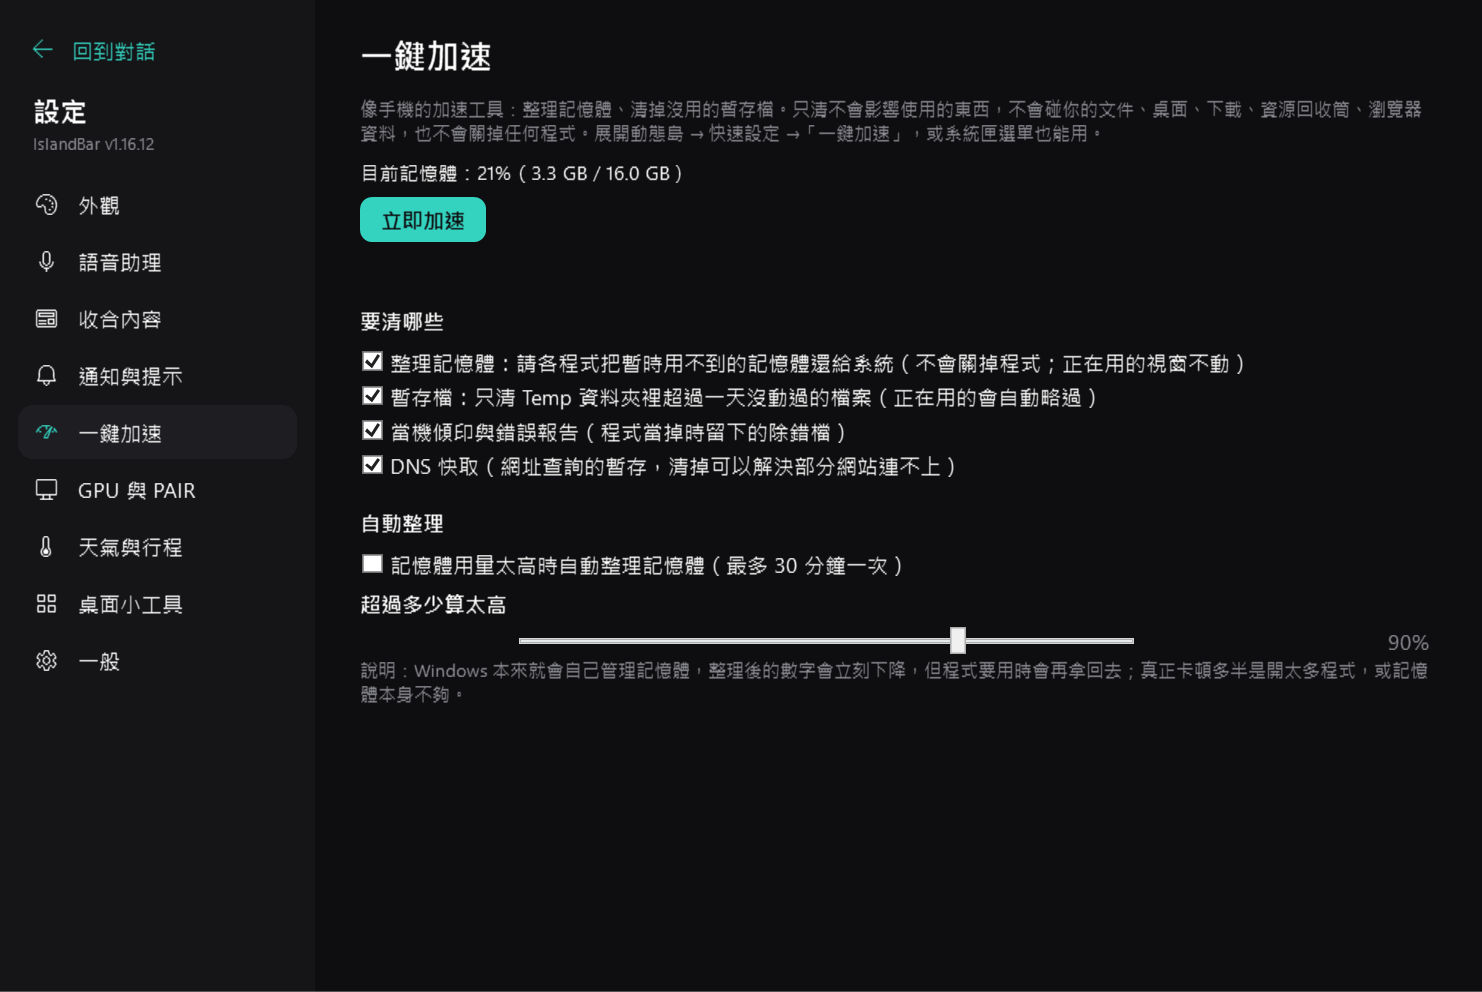 回到對話
設定
IslandBar v1.16.12
外觀
語音助理
收合內容
通知與提示
一鍵加速
GPU 與 PAIR
天氣與行程
桌面小工具
一般
一鍵加速
像手機的加速工具：整理記憶體、清掉沒用的暫存檔。只清不會影響使用的東西，不會碰你的文件、桌面、下載、資源回收筒、瀏覽器
資料，也不會關掉任何程式。展開動態島 → 快速設定 →「一鍵加速」，或系統匣選單也能用。
目前記憶體：21%（3.3 GB / 16.0 GB）
立即加速
要清哪些
整理記憶體：請各程式把暫時用不到的記憶體還給系統（不會關掉程式；正在用的視窗不動）
暫存檔：只清 Temp 資料夾裡超過一天沒動過的檔案（正在用的會自動略過）
當機傾印與錯誤報告（程式當掉時留下的除錯檔）
DNS 快取（網址查詢的暫存，清掉可以解決部分網站連不上）
自動整理
記憶體用量太高時自動整理記憶體（最多 30 分鐘一次）
超過多少算太高
90%
說明：Windows 本來就會自己管理記憶體，整理後的數字會立刻下降，但程式要用時會再拿回去；真正卡頓多半是開太多程式，或記憶
體本身不夠。